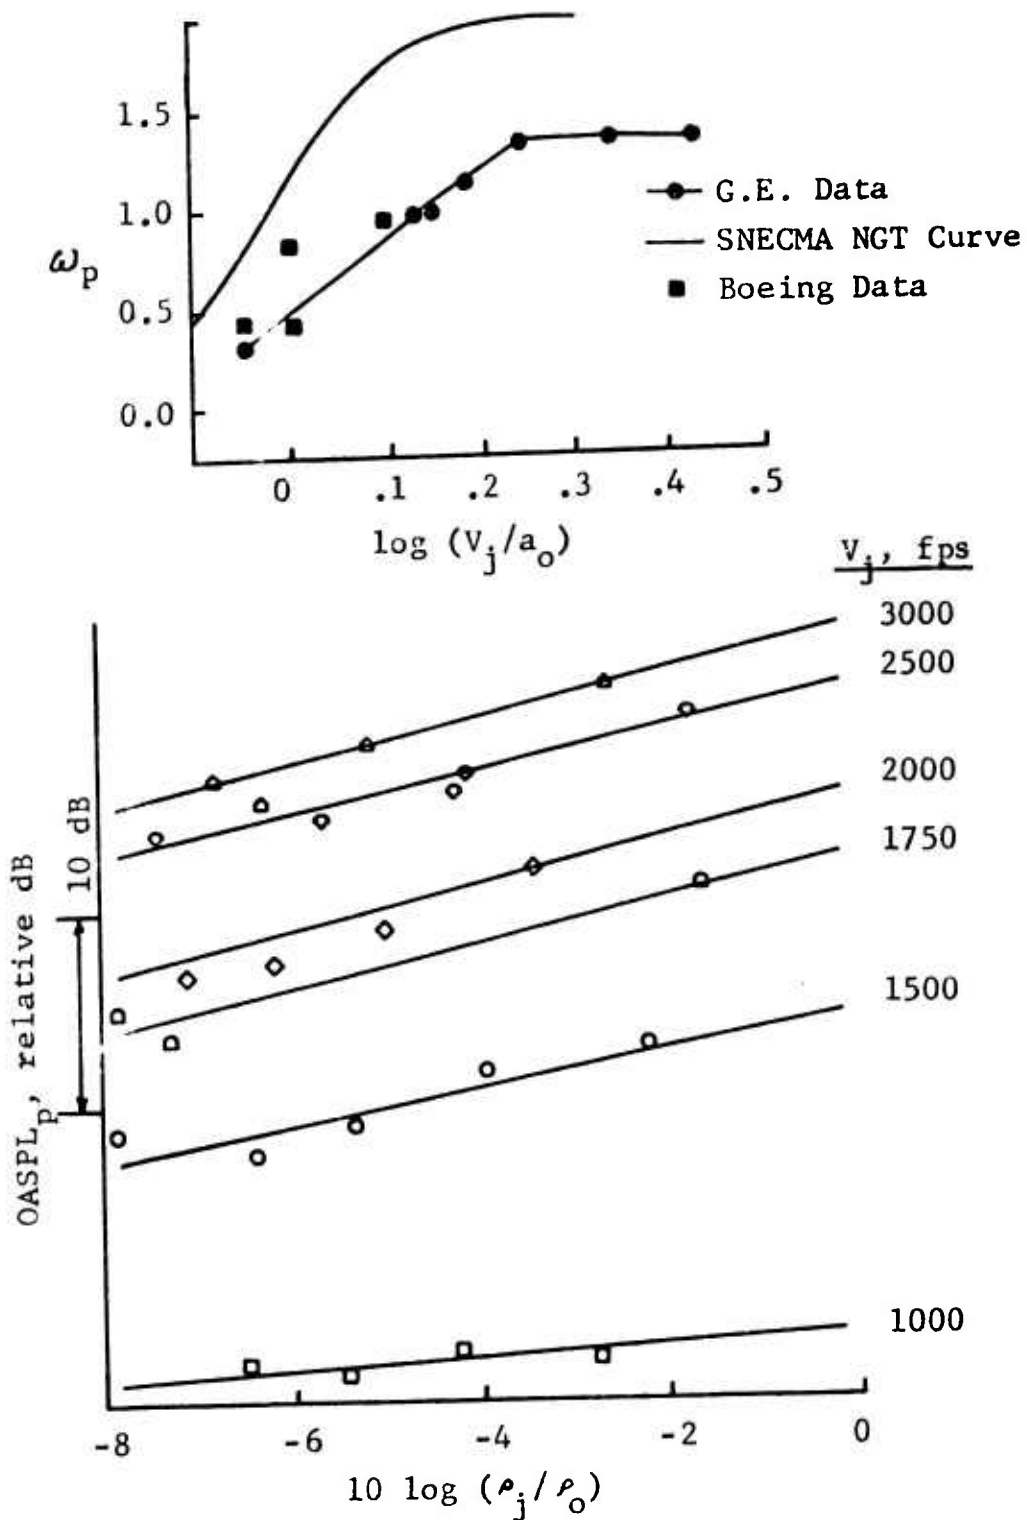 1.5
1.0
0.5
0.0
ωp
G.E. Data
SNECMA NGT Curve
Boeing Data
0 .1 .2 .3 .4 .5
log (Vj/ao)
Vj, fps
3000
2500
2000
1750
1500
1000
OASPLp, relative dB
10 dB
-8 -6 -4 -2 0
10 log (ρj/ρo)